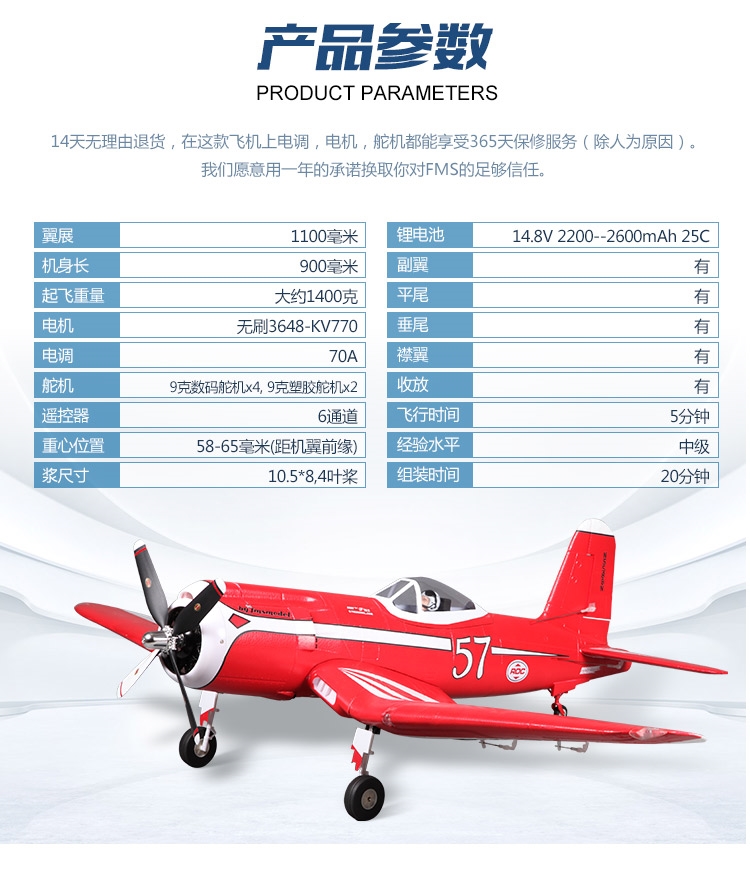 产品参数
PRODUCT PARAMETERS
14天无理由退货，在这款飞机上电调，电机，舵机都能享受365天保修服务（除人为原因）。
我们愿意用一年的承诺换取你对FMS的足够信任。
翼展 1100毫米
机身长 900毫米
起飞重量 大约1400克
电机 无刷3648-KV770
电调 70A
舵机 9克数码舵机x4, 9克塑胶舵机x2
遥控器 6通道
重心位置 58-65毫米(距机翼前缘)
浆尺寸 10.5*8,4叶桨
锂电池 14.8V 2200--2600mAh 25C
副翼 有
平尾 有
垂尾 有
襟翼 有
收放 有
飞行时间 5分钟
经验水平 中级
组装时间 20分钟
57
ROC